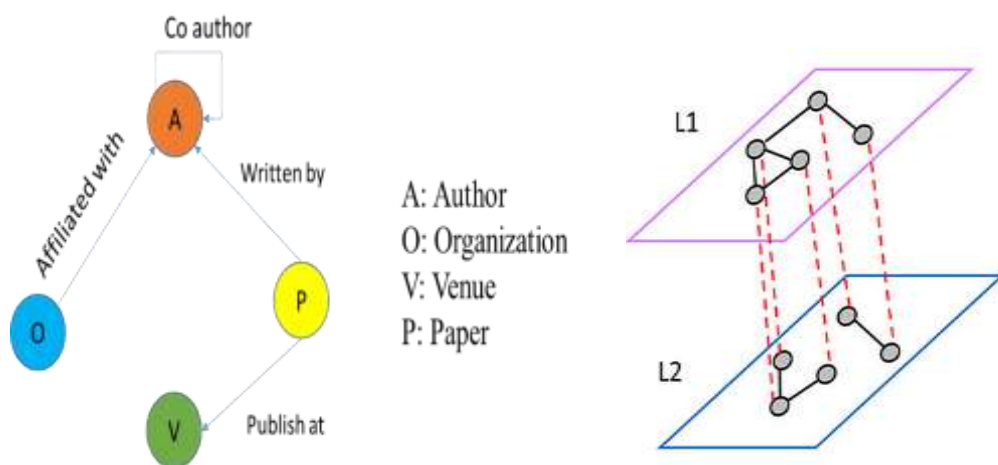 Co author
A
Affiliated with
Written by
P
O
V
Publish at
A: Author
O: Organization
V: Venue
P: Paper
L1
L2